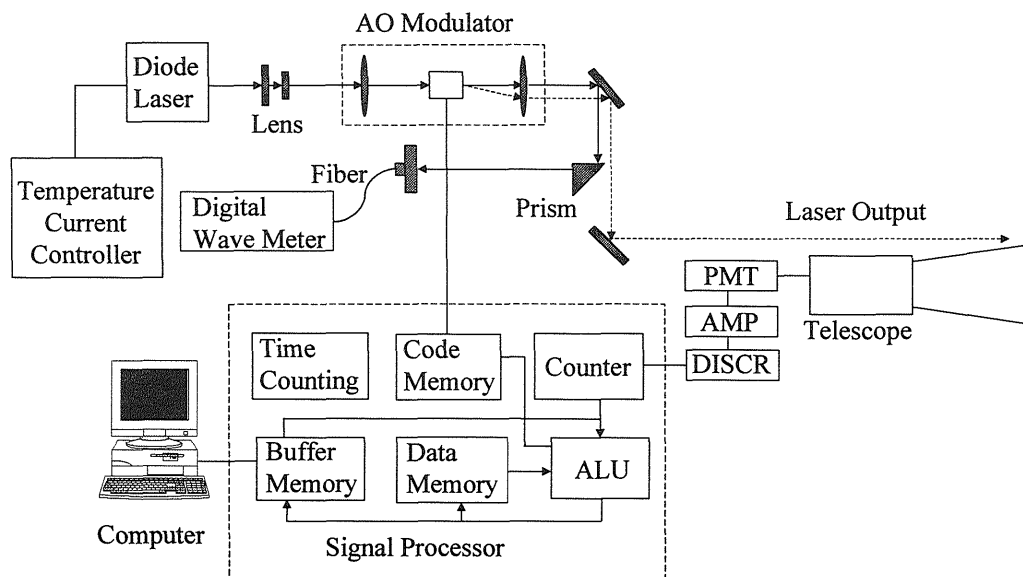 AO Modulator
Diode
Laser
Lens
Temperature
Current
Controller
Fiber
Digital
Wave Meter
Prism
Laser Output
PMT
AMP
DISCR
Telescope
Time
Counting
Code
Memory
Counter
Buffer
Memory
Data
Memory
ALU
Computer
Signal Processor